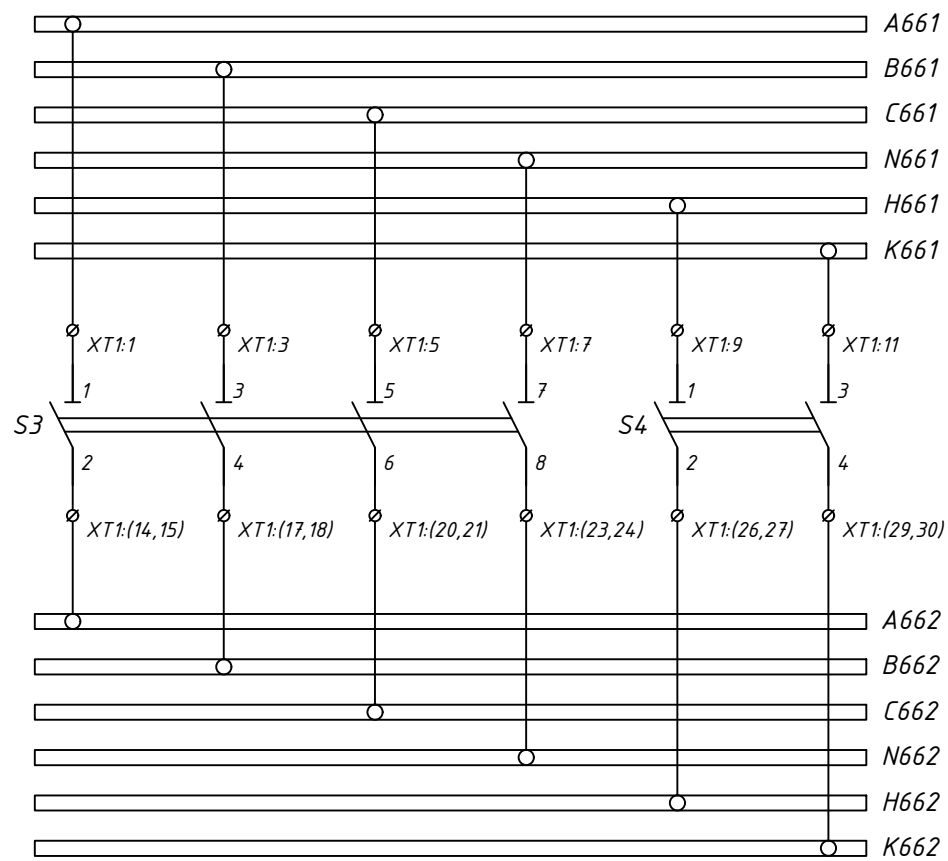 A661
B661
C661
N661
H661
K661
XT1:1 XT1:3 XT1:5 XT1:7 XT1:9 XT1:11
1 3 5 7 1 3
S3 S4
2 4 6 8 2 4
XT1:(14,15) XT1:(17,18) XT1:(20,21) XT1:(23,24) XT1:(26,27) XT1:(29,30)
A662
B662
C662
N662
H662
K662